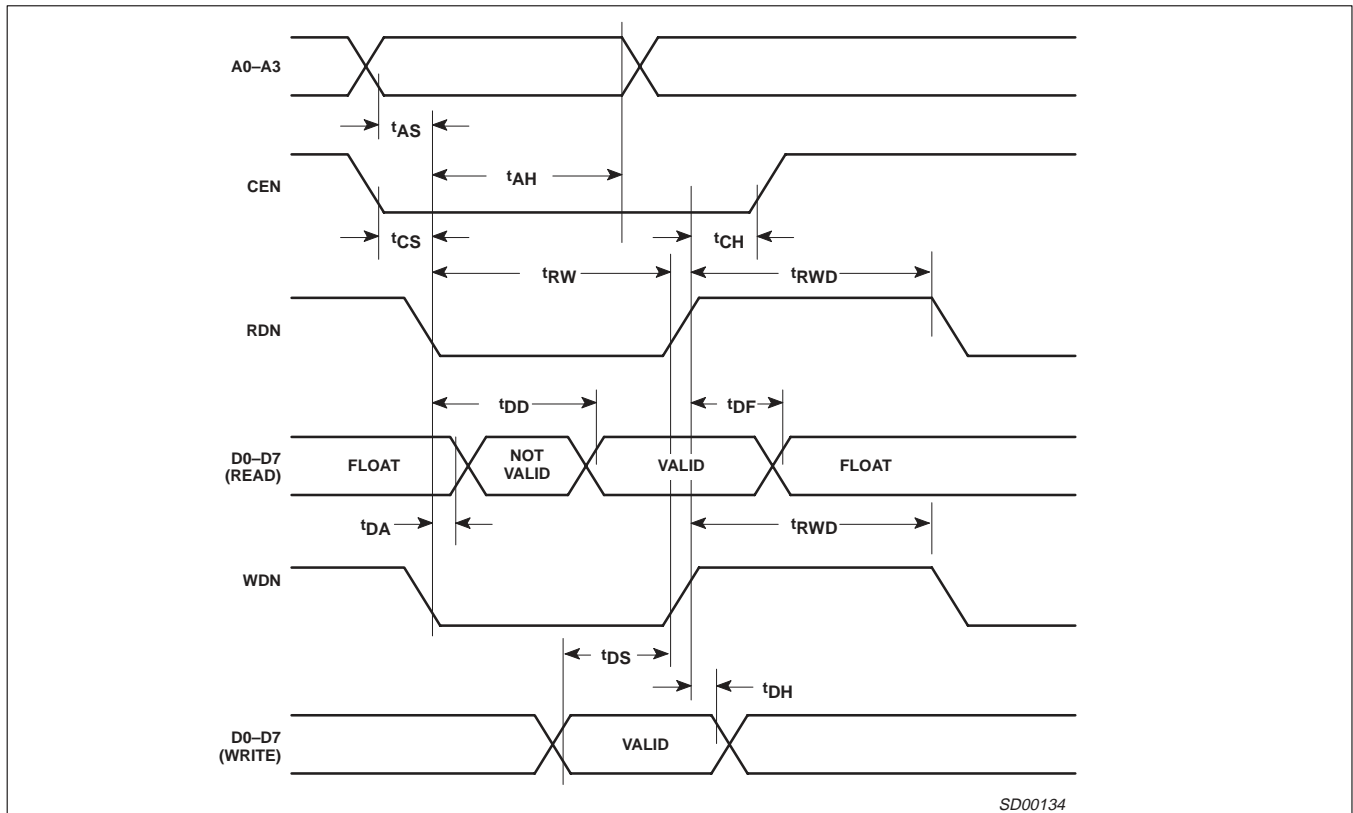 A0–A3
tAS
tAH
CEN
tCS
tCH
tRW
tRWD
RDN
tDD
tDF
D0–D7
(READ)
FLOAT
NOT
VALID
VALID
FLOAT
tDA
tRWD
WDN
tDS
tDH
D0–D7
(WRITE)
VALID
SD00134